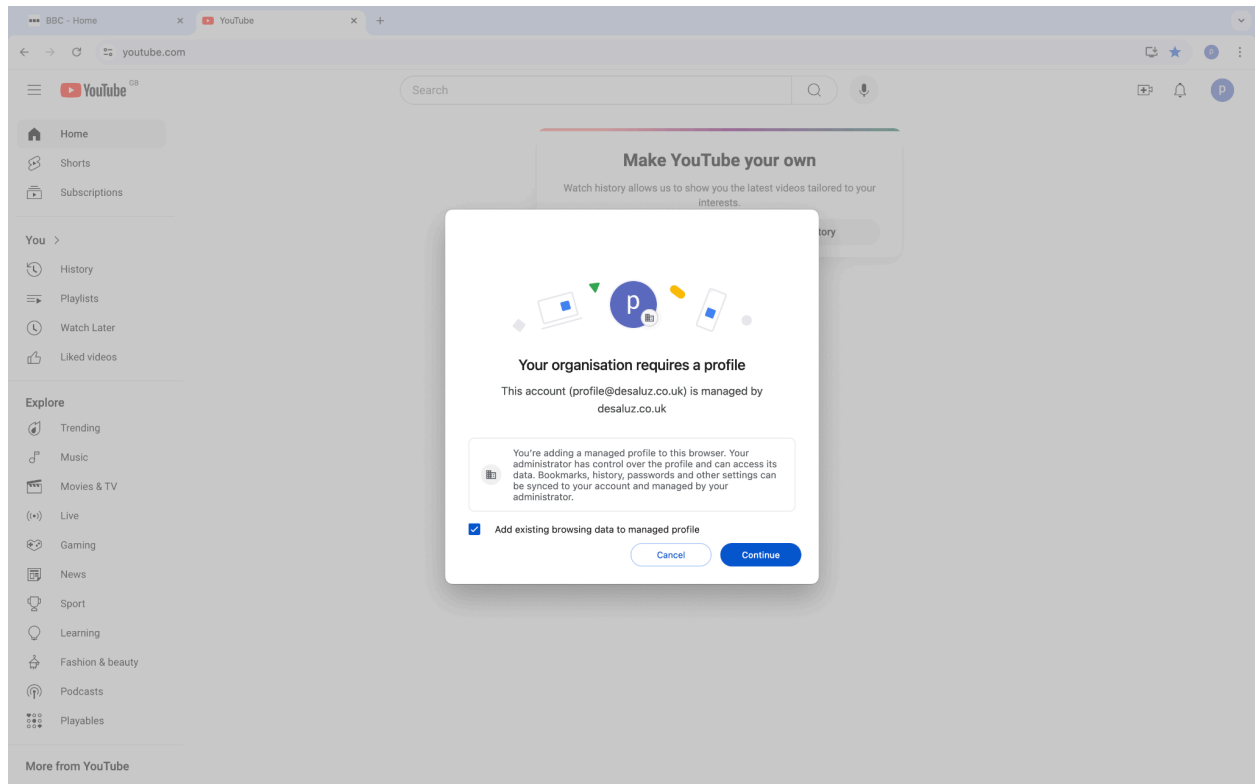 BBC - Home
YouTube
youtube.com
p
YouTube GB
Search
p
Home
Shorts
Subscriptions
You
History
Playlists
Watch Later
Liked videos
Explore
Trending
Music
Movies & TV
Live
Gaming
News
Sport
Learning
Fashion & beauty
Podcasts
Playables
More from YouTube
Make YouTube your own
Watch history allows us to show you the latest videos tailored to your
interests.
tory
p
Your organisation requires a profile
This account (profile@desaluz.co.uk) is managed by
desaluz.co.uk
You're adding a managed profile to this browser. Your
administrator has control over the profile and can access its
data. Bookmarks, history, passwords and other settings can
be synced to your account and managed by your
administrator.
Add existing browsing data to managed profile
Cancel
Continue